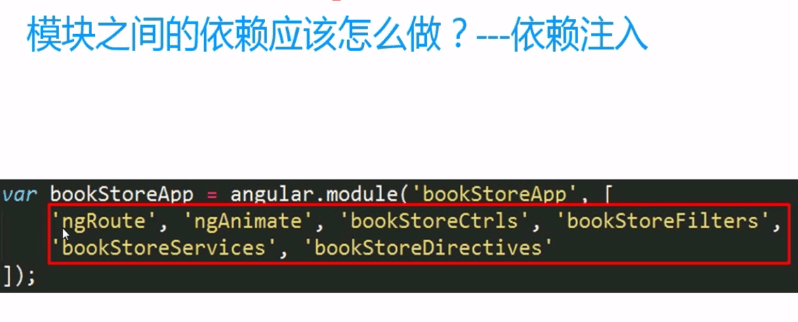 模块之间的依赖应该怎么做？---依赖注入
var bookStoreApp = angular.module('bookStoreApp', [
'ngRoute', 'ngAnimate', 'bookStoreCtrls', 'bookStoreFilters',
'bookStoreServices', 'bookStoreDirectives'
]);